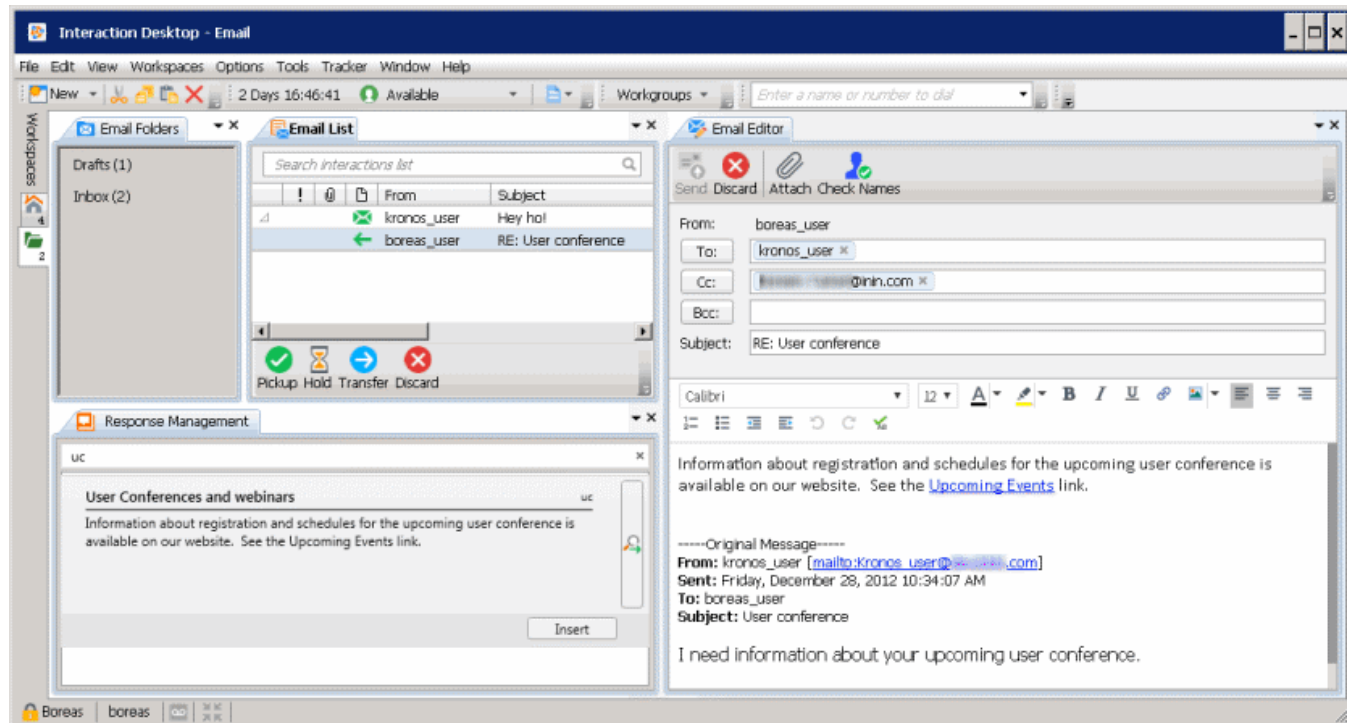 Interaction Desktop - Email
File Edit View Workspaces Options Tools Tracker Window Help
New 2 Days 16:46:41 Available Workgroups Enter a name or number to dial
Workspaces
4
2
Email Folders
Drafts (1)
Inbox (2)
Email List
Search interactions list
! From Subject
kronos_user Hey ho!
boreas_user RE: User conference
Pickup Hold Transfer Discard
Response Management
uc
User Conferences and webinars uc
Information about registration and schedules for the upcoming user conference is
available on our website. See the Upcoming Events link.
Insert
Email Editor
Send Discard Attach Check Names
From: boreas_user
To: kronos_user
Cc: @inin.com
Bcc:
Subject: RE: User conference
Calibri 12 A B I U
Information about registration and schedules for the upcoming user conference is
available on our website. See the Upcoming Events link.
-----Original Message-----
From: kronos_user [mailto:Kronos_user@ .com]
Sent: Friday, December 28, 2012 10:34:07 AM
To: boreas_user
Subject: User conference
I need information about your upcoming user conference.
Boreas boreas